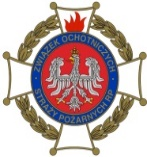 ZWIĄZEK OCHOTNICZYCH
STRAŻY POŻARNYCH RP